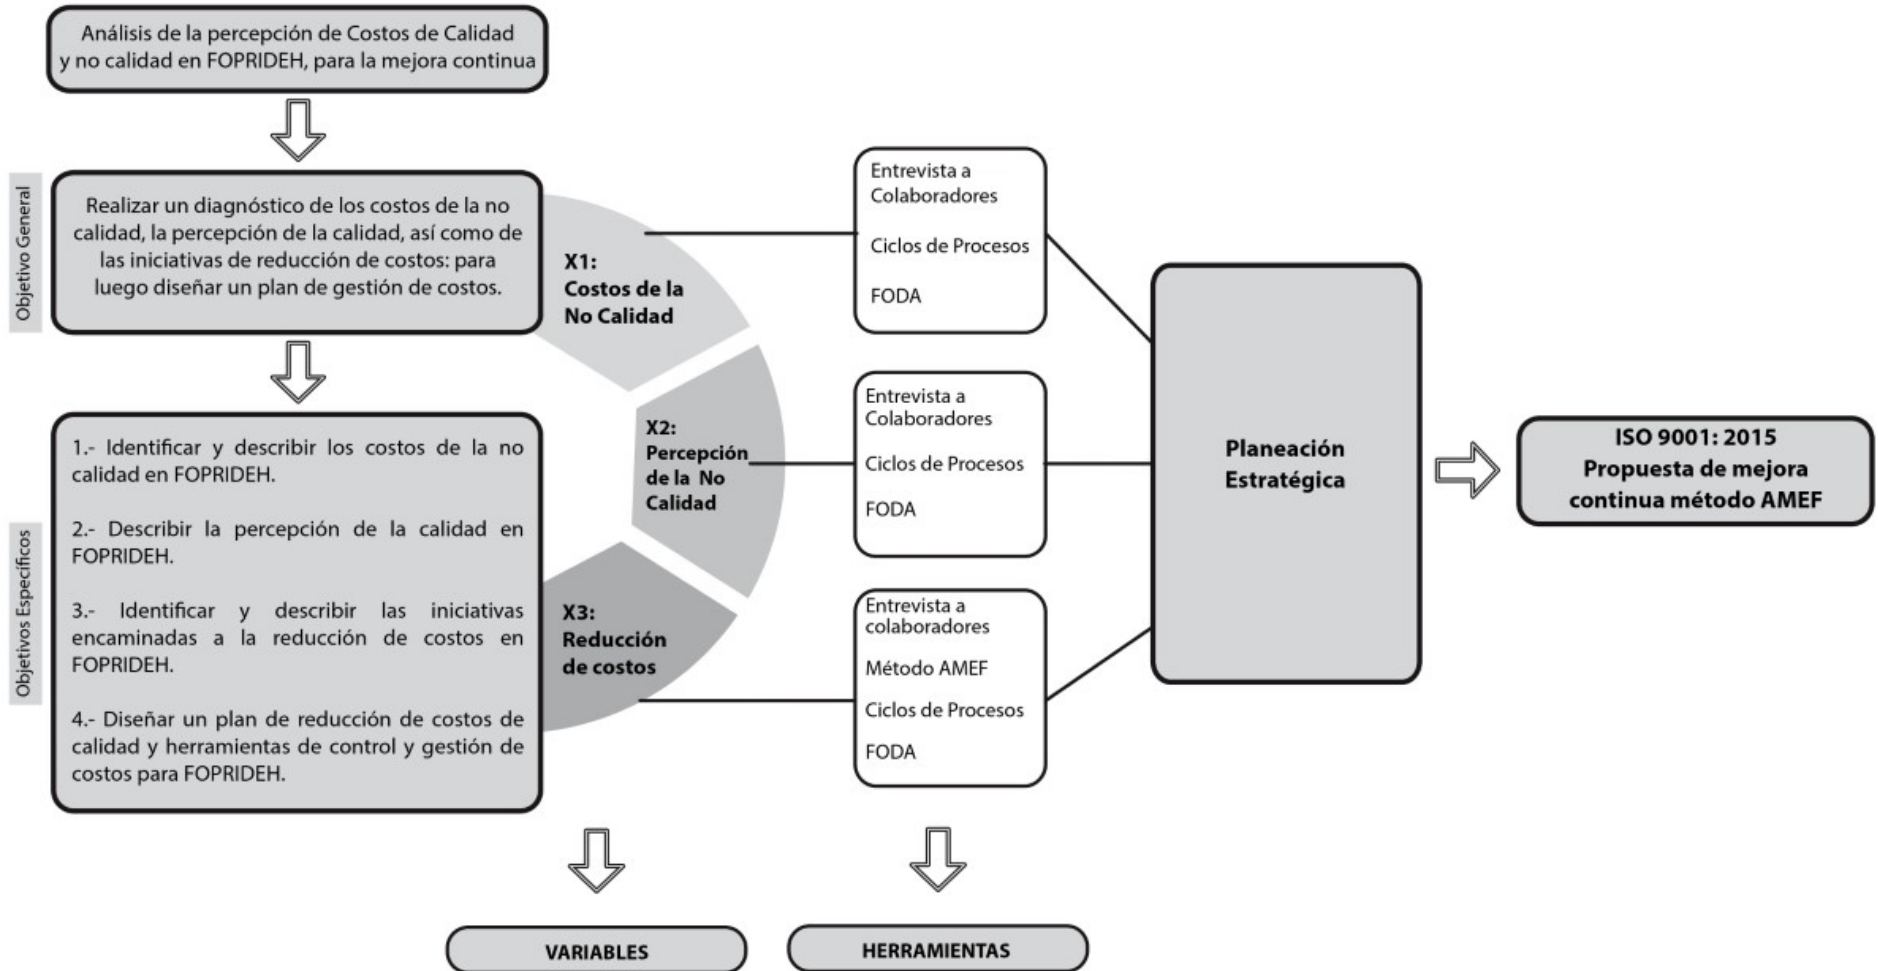 Análisis de la percepción de Costos de Calidad
y no calidad en FOPRIDEH, para la mejora continua
Objetivo General
Realizar un diagnóstico de los costos de la no
calidad, la percepción de la calidad, así como de
las iniciativas de reducción de costos: para
luego diseñar un plan de gestión de costos.
Objetivos Específicos
1.- Identificar y describir los costos de la no
calidad en FOPRIDEH.
2.- Describir la percepción de la calidad en
FOPRIDEH.
3.- Identificar y describir las iniciativas
encaminadas a la reducción de costos en
FOPRIDEH.
4.- Diseñar un plan de reducción de costos de
calidad y herramientas de control y gestión de
costos para FOPRIDEH.
X1:
Costos de la
No Calidad
X2:
Percepción
de la No
Calidad
X3:
Reducción
de costos
Entrevista a
Colaboradores
Ciclos de Procesos
FODA
Entrevista a
Colaboradores
Ciclos de Procesos
FODA
Entrevista a
colaboradores
Método AMEF
Ciclos de Procesos
FODA
Planeación
Estratégica
ISO 9001: 2015
Propuesta de mejora
continua método AMEF
VARIABLES
HERRAMIENTAS